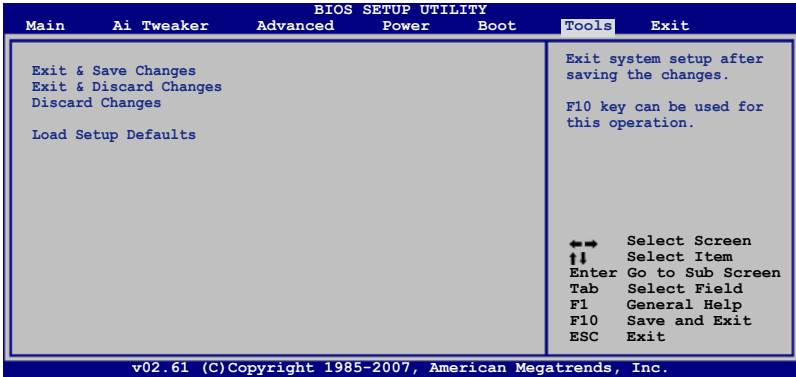 BIOS SETUP UTILITY
Main Ai Tweaker Advanced Power Boot Tools Exit
Exit & Save Changes
Exit & Discard Changes
Discard Changes
Load Setup Defaults
Exit system setup after
saving the changes.
F10 key can be used for
this operation.
←→ Select Screen
↑↓ Select Item
Enter Go to Sub Screen
Tab Select Field
F1 General Help
F10 Save and Exit
ESC Exit
v02.61 (C)Copyright 1985-2007, American Megatrends, Inc.